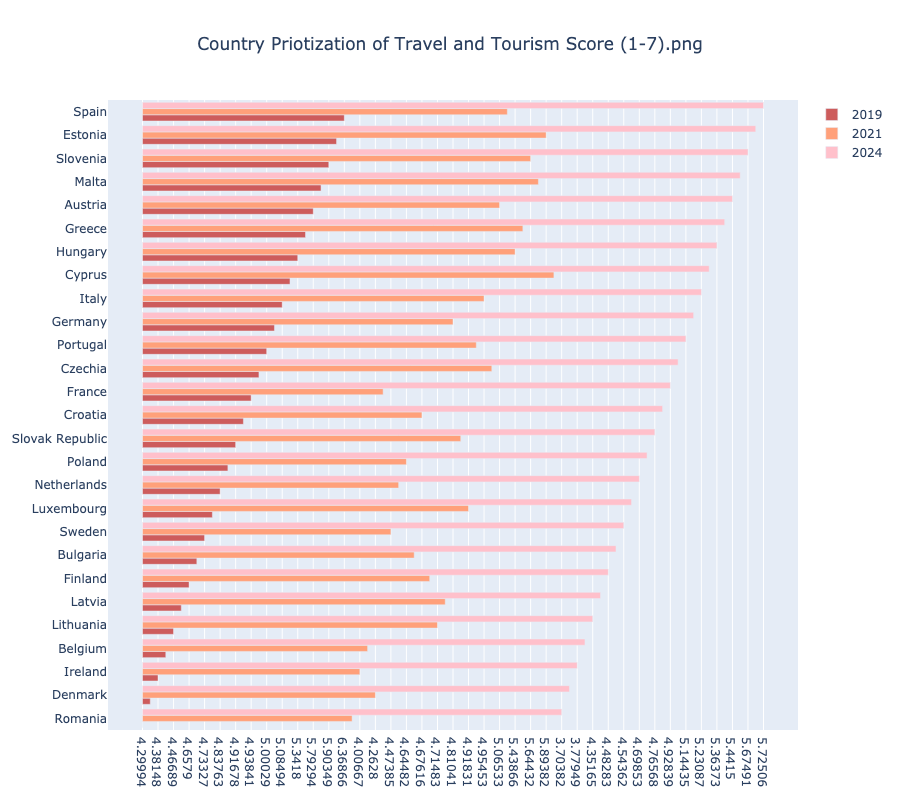 Country Priotization of Travel and Tourism Score (1-7).png
2019
2021
2024
Spain
Estonia
Slovenia
Malta
Austria
Greece
Hungary
Cyprus
Italy
Germany
Portugal
Czechia
France
Croatia
Slovak Republic
Poland
Netherlands
Luxembourg
Sweden
Bulgaria
Finland
Latvia
Lithuania
Belgium
Ireland
Denmark
Romania
4.29994
4.38148
4.46689
4.6579
4.73327
4.83763
4.91678
4.93841
5.00029
5.08494
5.3418
5.79294
5.90349
6.36866
4.00667
4.2628
4.47385
4.64482
4.67616
4.71483
4.81041
4.91831
4.95453
5.06533
5.43866
5.64432
5.89382
3.70382
3.77949
4.35165
4.48283
4.54362
4.69853
4.76568
4.92839
5.14435
5.23087
5.36373
5.4415
5.67491
5.72506